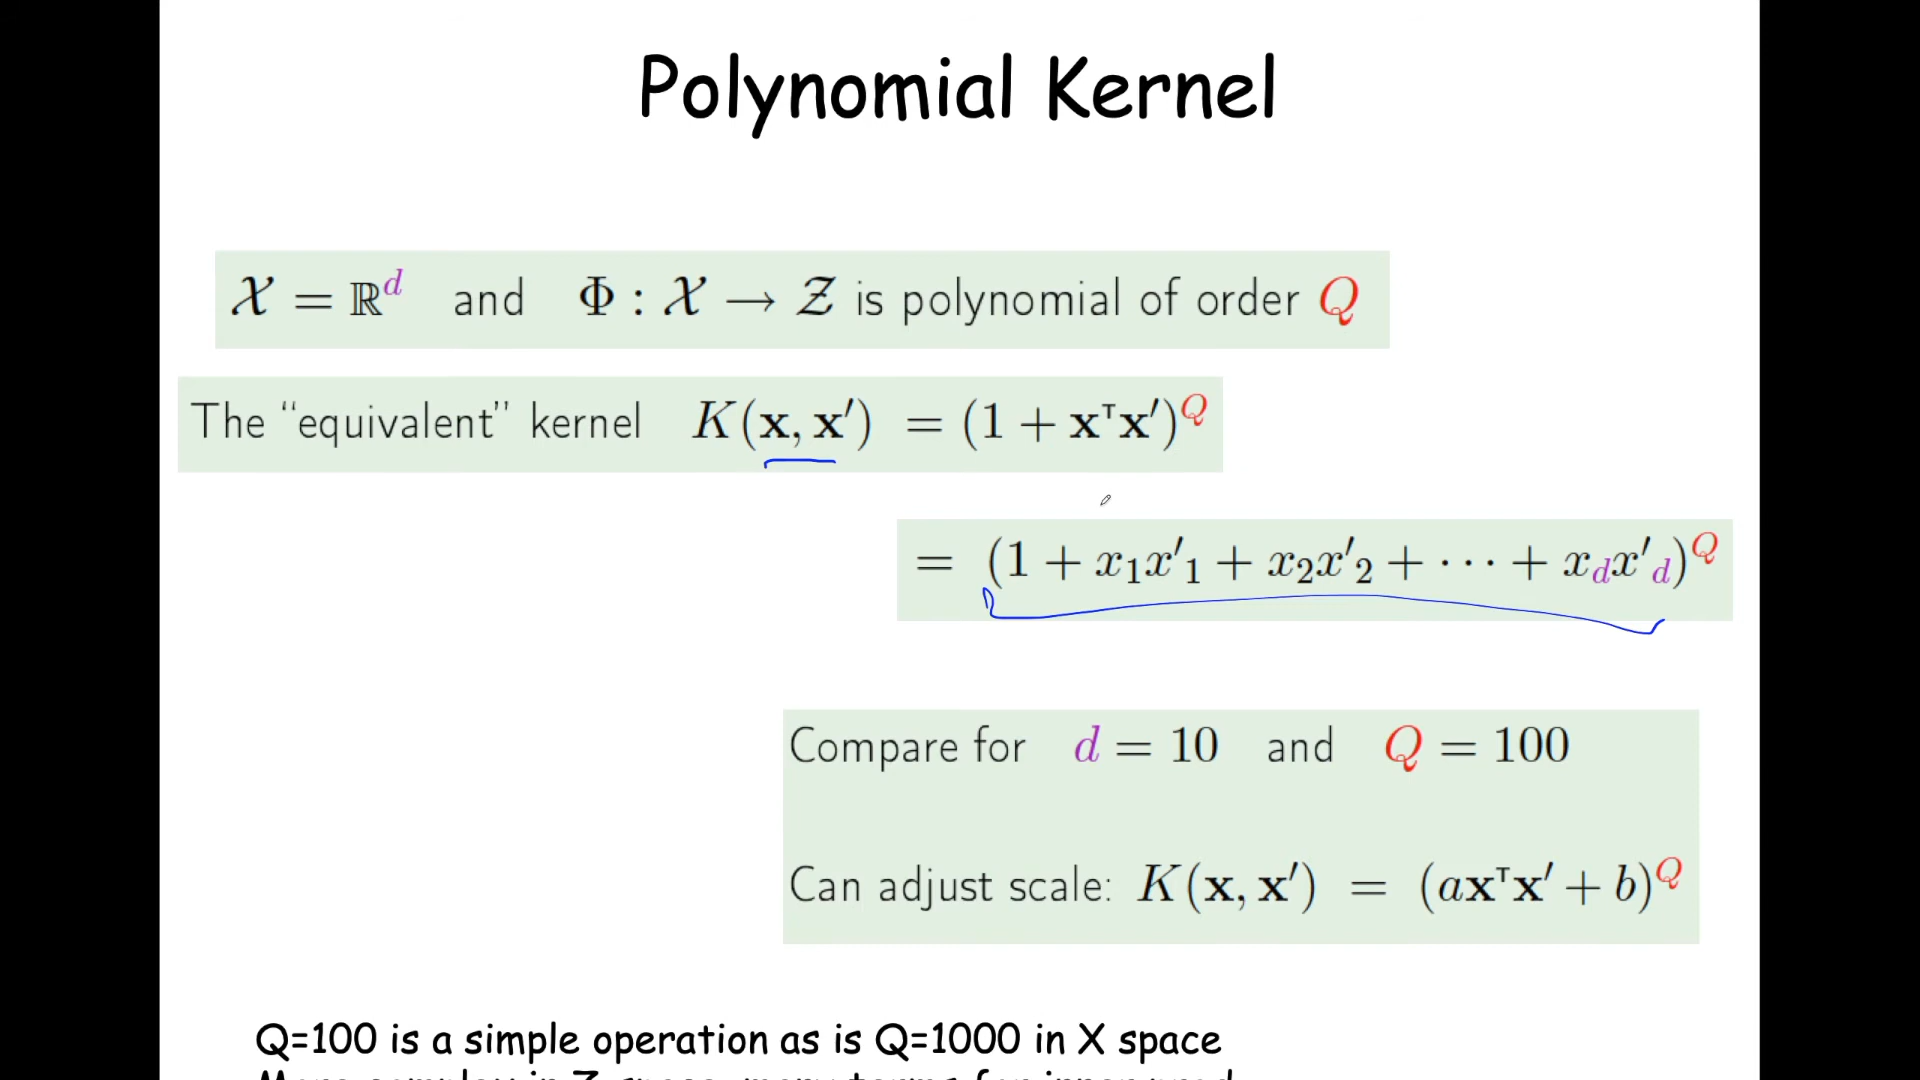 Polynomial Kernel
𝒳 = ℝᵈ and Φ : 𝒳 → 𝒵 is polynomial of order Q
The “equivalent” kernel K(x, x′) = (1 + xᵀx′)^Q
= (1 + x₁x′₁ + x₂x′₂ + ⋯ + x_d x′_d)^Q
Compare for d = 10 and Q = 100
Can adjust scale: K(x, x′) = (axᵀx′ + b)^Q
Q=100 is a simple operation as is Q=1000 in X space